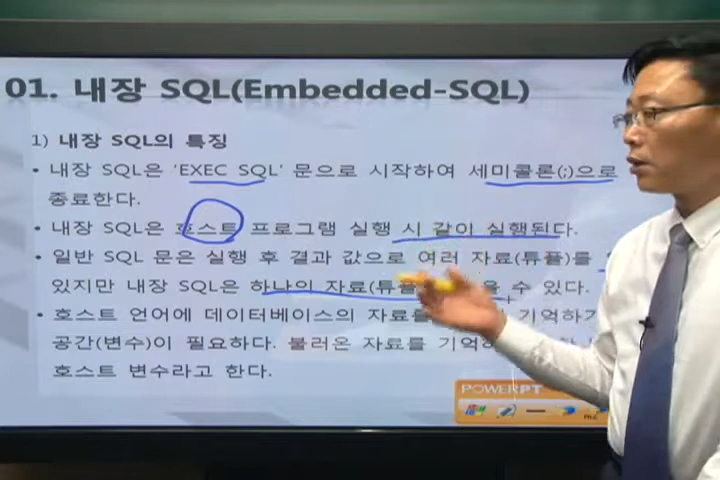 01. 내장 SQL(Embedded-SQL)
1) 내장 SQL의 특징
• 내장 SQL은 'EXEC SQL' 문으로 시작하여 세미콜론(;)으로
종료한다.
• 내장 SQL은 호스트 프로그램 실행 시 같이 실행된다.
• 일반 SQL 문은 실행 후 결과 값으로 여러 자료(튜플)를
있지만 내장 SQL은 하나의 자료(튜플 수 있다.
• 호스트 언어에 데이터베이스의 자료를 기억하기
공간(변수)이 필요하다. 불러온 자료를
호스트 변수라고 한다.
POWERPT